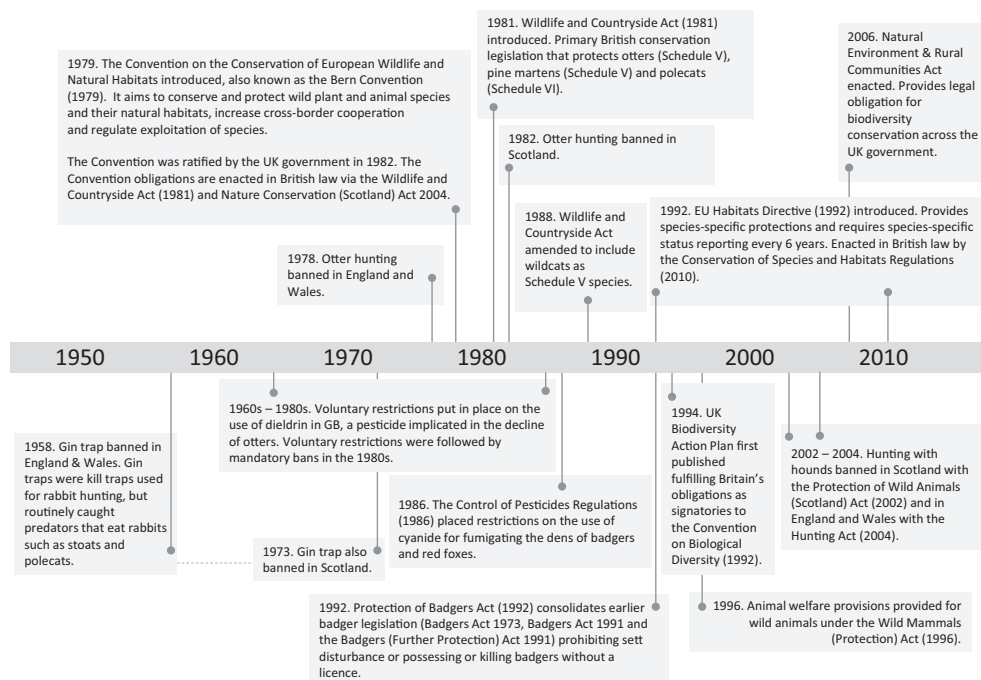 1979. The Convention on the Conservation of European Wildlife and
Natural Habitats introduced, also known as the Bern Convention
(1979). It aims to conserve and protect wild plant and animal species
and their natural habitats, increase cross-border cooperation
and regulate exploitation of species.
The Convention was ratified by the UK government in 1982. The
Convention obligations are enacted in British law via the Wildlife and
Countryside Act (1981) and Nature Conservation (Scotland) Act 2004.
1981. Wildlife and Countryside Act (1981)
introduced. Primary British conservation
legislation that protects otters (Schedule V),
pine martens (Schedule V) and polecats
(Schedule VI).
2006. Natural
Environment & Rural
Communities Act
enacted. Provides legal
obligation for
biodiversity
conservation across the
UK government.
1982. Otter hunting banned in
Scotland.
1978. Otter hunting
banned in England and
Wales.
1988. Wildlife and
Countryside Act
amended to include
wildcats as
Schedule V species.
1992. EU Habitats Directive (1992) introduced. Provides
species-specific protections and requires species-specific
status reporting every 6 years. Enacted in British law by
the Conservation of Species and Habitats Regulations
(2010).
1950 1960 1970 1980 1990 2000 2010
1958. Gin trap banned in
England & Wales. Gin
traps were kill traps used
for rabbit hunting, but
routinely caught
predators that eat rabbits
such as stoats and
polecats.
1960s – 1980s. Voluntary restrictions put in place on the
use of dieldrin in GB, a pesticide implicated in the decline
of otters. Voluntary restrictions were followed by
mandatory bans in the 1980s.
1973. Gin trap also
banned in Scotland.
1986. The Control of Pesticides Regulations
(1986) placed restrictions on the use of
cyanide for fumigating the dens of badgers
and red foxes.
1994. UK
Biodiversity
Action Plan first
published
fulfilling Britain's
obligations as
signatories to
the Convention
on Biological
Diversity (1992).
2002 – 2004. Hunting with
hounds banned in Scotland with
the Protection of Wild Animals
(Scotland) Act (2002) and in
England and Wales with the
Hunting Act (2004).
1992. Protection of Badgers Act (1992) consolidates earlier
badger legislation (Badgers Act 1973, Badgers Act 1991 and
the Badgers (Further Protection) Act 1991) prohibiting sett
disturbance or possessing or killing badgers without a
licence.
1996. Animal welfare provisions provided for
wild animals under the Wild Mammals
(Protection) Act (1996).